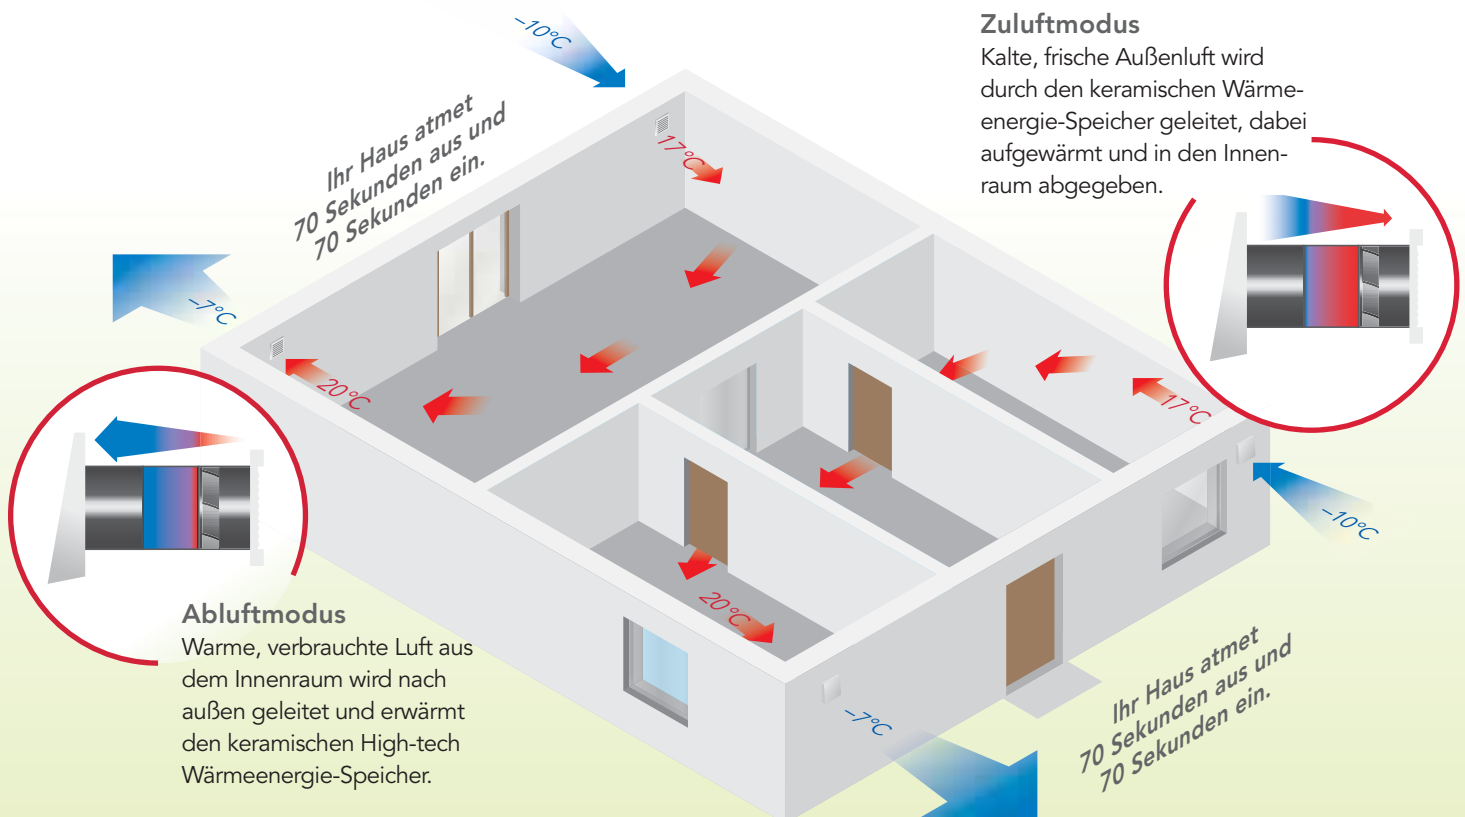 –10°C
Zuluftmodus
Kalte, frische Außenluft wird
durch den keramischen Wärme-
energie-Speicher geleitet, dabei
aufgewärmt und in den Innen-
raum abgegeben.
Ihr Haus atmet
70 Sekunden aus und
70 Sekunden ein.
17°C
–7°C
20°C
17°C
–10°C
20°C
Abluftmodus
Warme, verbrauchte Luft aus
dem Innenraum wird nach
außen geleitet und erwärmt
den keramischen High-tech
Wärmeenergie-Speicher.
–7°C
Ihr Haus atmet
70 Sekunden aus und
70 Sekunden ein.